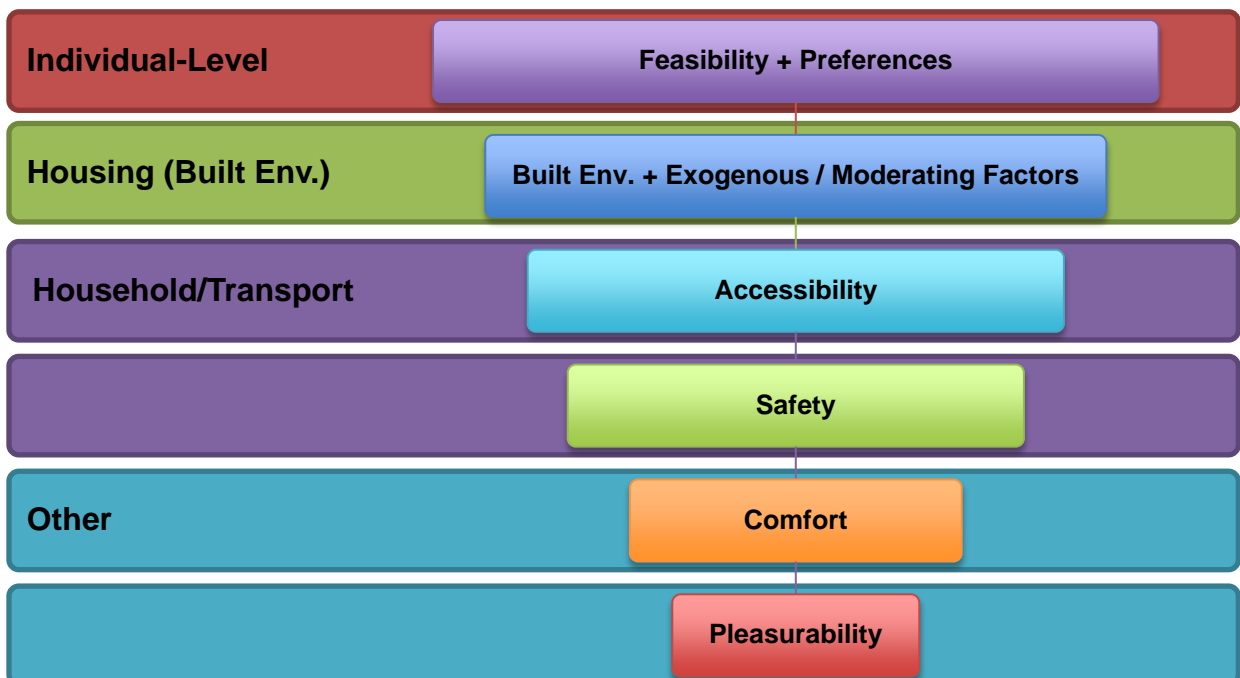 Individual-Level
Feasibility + Preferences
Housing (Built Env.)
Built Env. + Exogenous / Moderating Factors
Household/Transport
Accessibility
Safety
Other
Comfort
Pleasurability